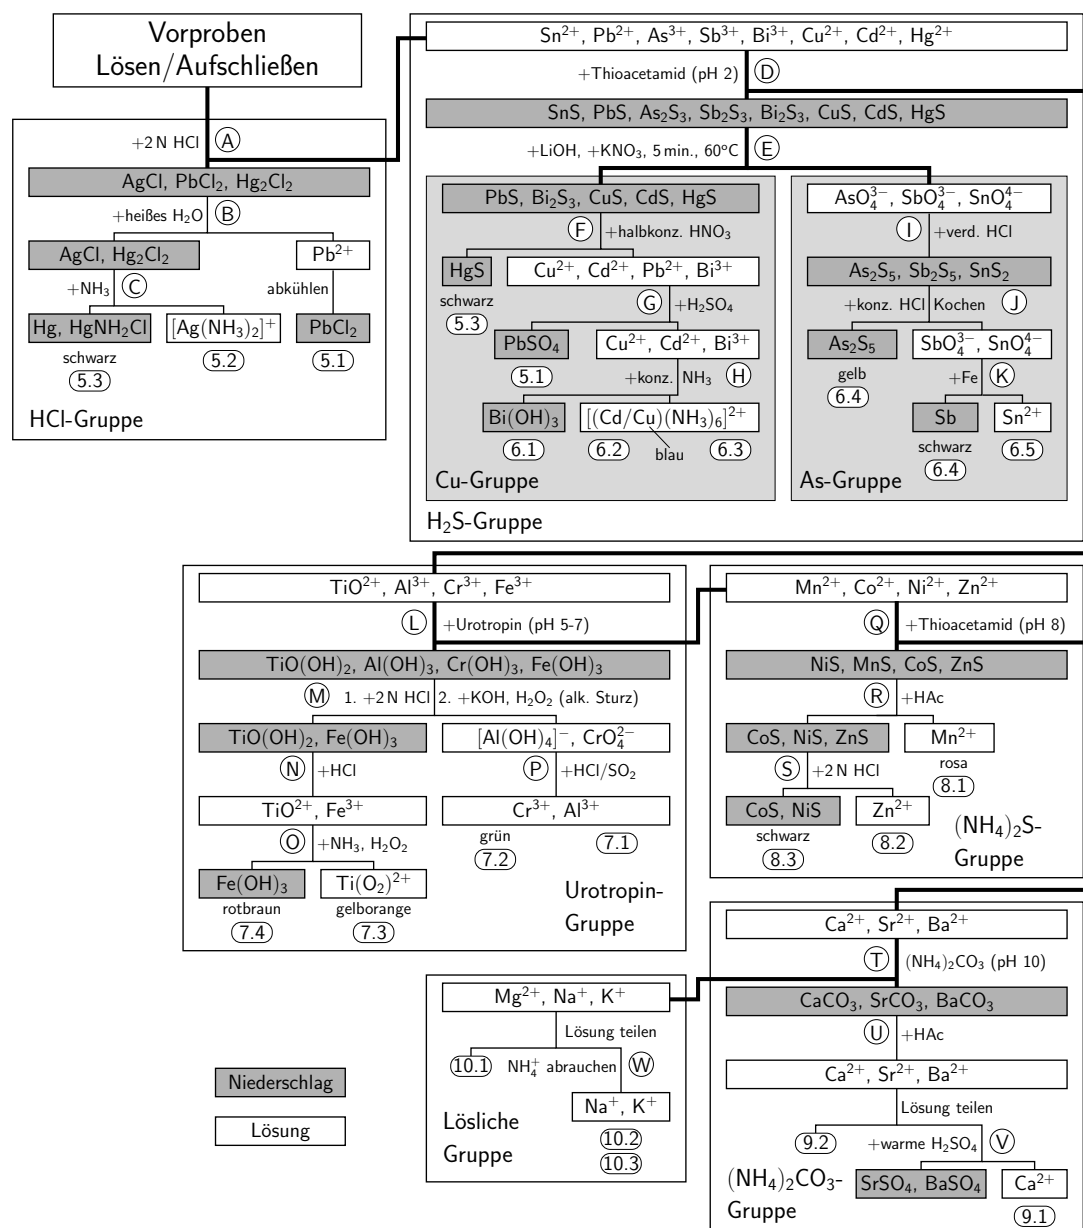 Vorproben
Lösen/Aufschließen
+2 N HCl A
AgCl, PbCl₂, Hg₂Cl₂
+heißes H₂O B
AgCl, Hg₂Cl₂
Pb²⁺
+NH₃ C
abkühlen
Hg, HgNH₂Cl
[Ag(NH₃)₂]⁺
PbCl₂
schwarz
5.3
5.2
5.1
HCl-Gruppe
Sn²⁺, Pb²⁺, As³⁺, Sb³⁺, Bi³⁺, Cu²⁺, Cd²⁺, Hg²⁺
+Thioacetamid (pH 2) D
SnS, PbS, As₂S₃, Sb₂S₃, Bi₂S₃, CuS, CdS, HgS
+LiOH, +KNO₃, 5 min., 60°C E
PbS, Bi₂S₃, CuS, CdS, HgS
F +halbkonz. HNO₃
HgS
Cu²⁺, Cd²⁺, Pb²⁺, Bi³⁺
schwarz
5.3
G +H₂SO₄
PbSO₄
Cu²⁺, Cd²⁺, Bi³⁺
5.1
+konz. NH₃ H
Bi(OH)₃
[(Cd/Cu)(NH₃)₆]²⁺
6.1
6.2
blau
6.3
Cu-Gruppe
AsO₄³⁻, SbO₄³⁻, SnO₄⁴⁻
I +verd. HCl
As₂S₅, Sb₂S₅, SnS₂
+konz. HCl Kochen J
As₂S₅
SbO₄³⁻, SnO₄⁴⁻
gelb
6.4
+Fe K
Sb
Sn²⁺
schwarz
6.4
6.5
As-Gruppe
H₂S-Gruppe
TiO²⁺, Al³⁺, Cr³⁺, Fe³⁺
L +Urotropin (pH 5-7)
TiO(OH)₂, Al(OH)₃, Cr(OH)₃, Fe(OH)₃
M 1. +2 N HCl 2. +KOH, H₂O₂ (alk. Sturz)
TiO(OH)₂, Fe(OH)₃
[Al(OH)₄]⁻, CrO₄²⁻
N +HCl
P +HCl/SO₂
TiO²⁺, Fe³⁺
Cr³⁺, Al³⁺
O +NH₃, H₂O₂
grün
7.2
7.1
Fe(OH)₃
Ti(O₂)²⁺
rotbraun
7.4
gelborange
7.3
Urotropin-
Gruppe
Mn²⁺, Co²⁺, Ni²⁺, Zn²⁺
Q +Thioacetamid (pH 8)
NiS, MnS, CoS, ZnS
R +HAc
CoS, NiS, ZnS
Mn²⁺
rosa
8.1
S +2 N HCl
CoS, NiS
Zn²⁺
schwarz
8.3
8.2
(NH₄)₂S-
Gruppe
Ca²⁺, Sr²⁺, Ba²⁺
T (NH₄)₂CO₃ (pH 10)
CaCO₃, SrCO₃, BaCO₃
U +HAc
Ca²⁺, Sr²⁺, Ba²⁺
Lösung teilen
9.2
+warme H₂SO₄ V
SrSO₄, BaSO₄
Ca²⁺
9.1
(NH₄)₂CO₃-
Gruppe
Mg²⁺, Na⁺, K⁺
Lösung teilen
10.1
NH₄⁺ abrauchen W
Na⁺, K⁺
10.2
10.3
Lösliche
Gruppe
Niederschlag
Lösung